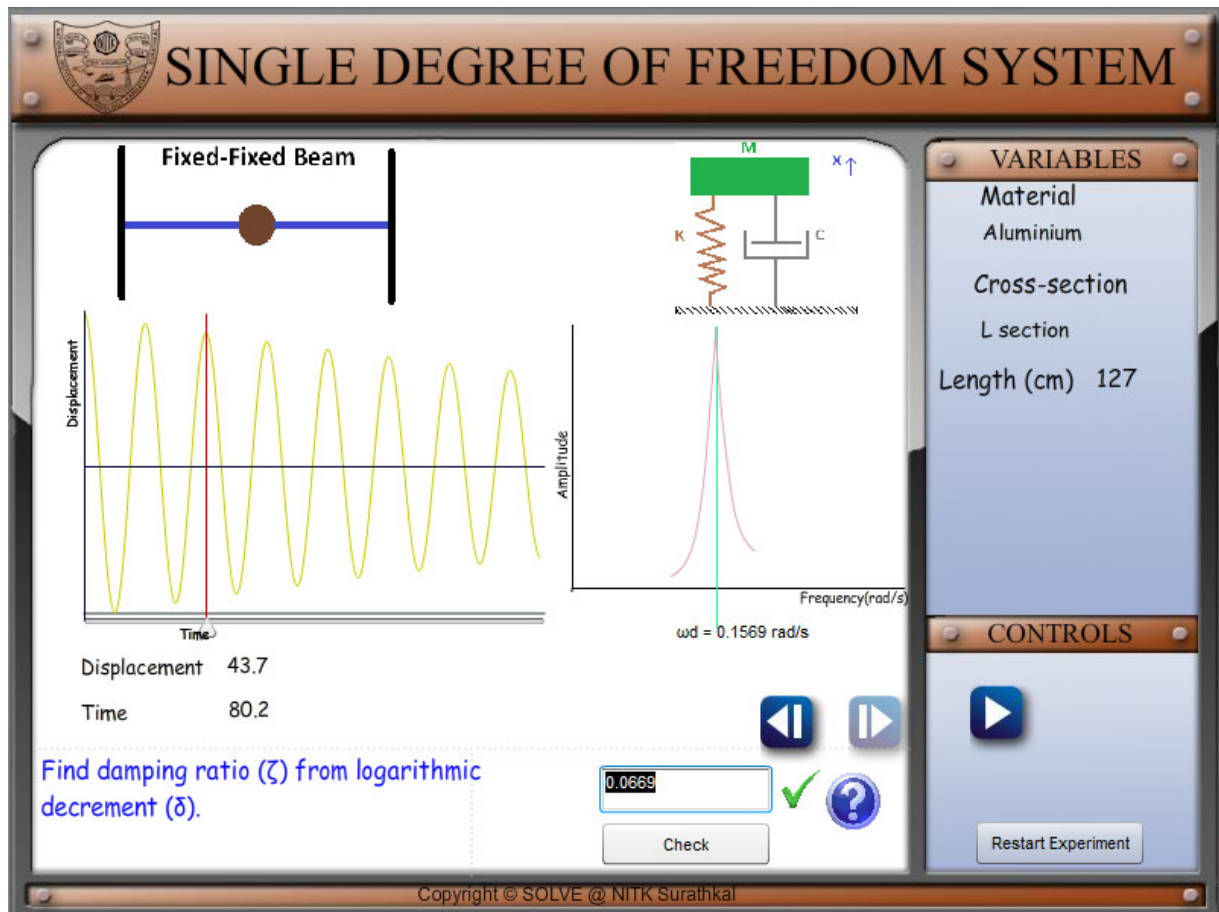 NITK
SINGLE DEGREE OF FREEDOM SYSTEM
Fixed-Fixed Beam
M
x↑
K
C
Displacement
Time
Amplitude
Frequency(rad/s)
ωd = 0.1569 rad/s
Displacement 43.7
Time 80.2
Find damping ratio (ζ) from logarithmic
decrement (δ).
0.0669
?
Check
VARIABLES
Material
Aluminium
Cross-section
L section
Length (cm) 127
CONTROLS
Restart Experiment
Copyright © SOLVE @ NITK Surathkal